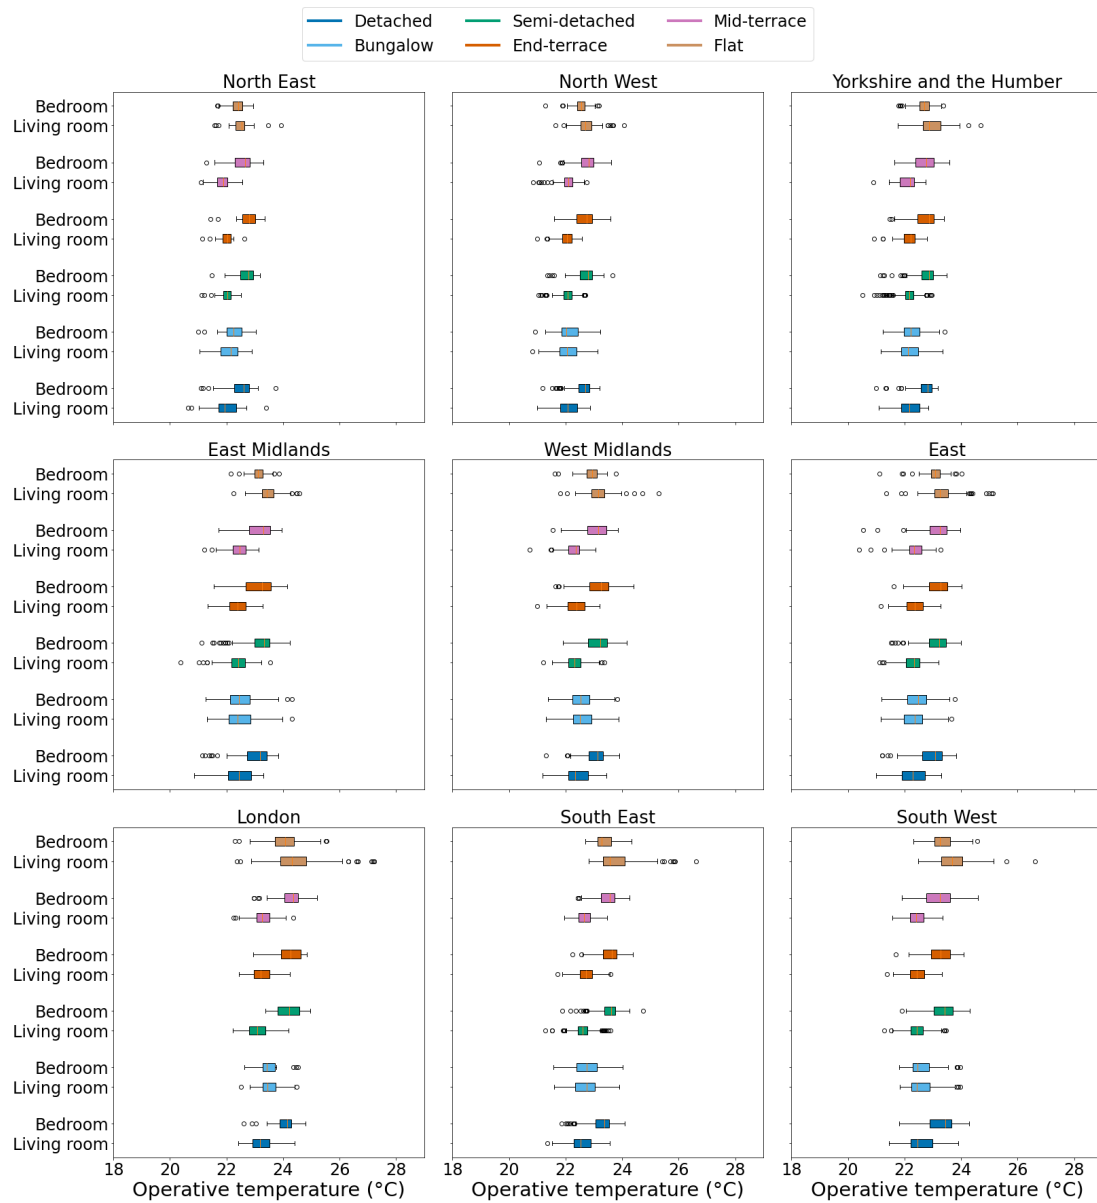 Detached Semi-detached Mid-terrace
Bungalow End-terrace Flat
North East North West Yorkshire and the Humber
Bedroom
Living room
Bedroom
Living room
Bedroom
Living room
Bedroom
Living room
Bedroom
Living room
Bedroom
Living room
East Midlands West Midlands East
Bedroom
Living room
Bedroom
Living room
Bedroom
Living room
Bedroom
Living room
Bedroom
Living room
Bedroom
Living room
London South East South West
Bedroom
Living room
Bedroom
Living room
Bedroom
Living room
Bedroom
Living room
Bedroom
Living room
Bedroom
Living room
18 20 22 24 26 28 18 20 22 24 26 28 18 20 22 24 26 28
Operative temperature (°C) Operative temperature (°C) Operative temperature (°C)